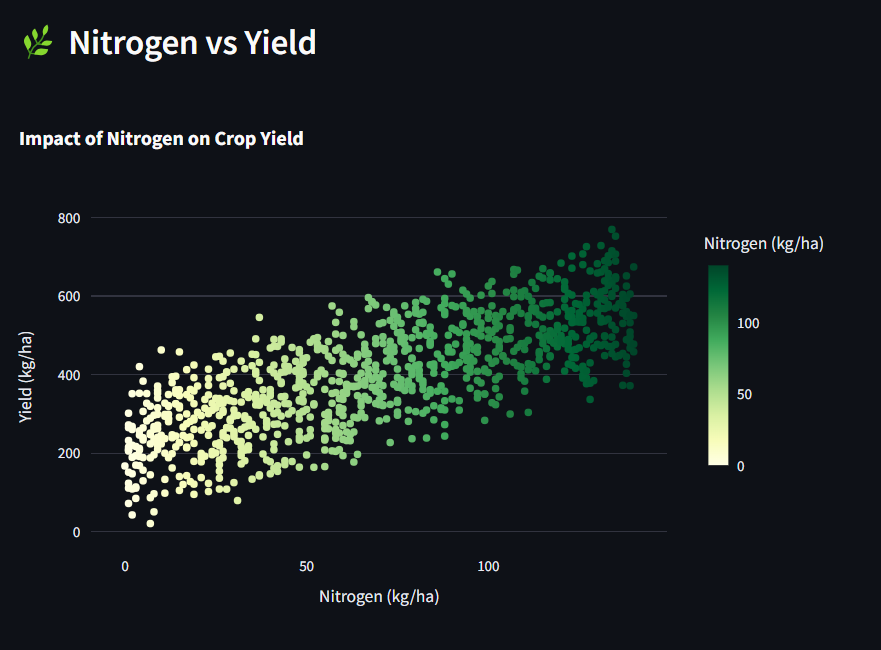 Nitrogen vs Yield
Impact of Nitrogen on Crop Yield
800
600
400
200
0
Yield (kg/ha)
0 50 100
Nitrogen (kg/ha)
Nitrogen (kg/ha)
100
50
0